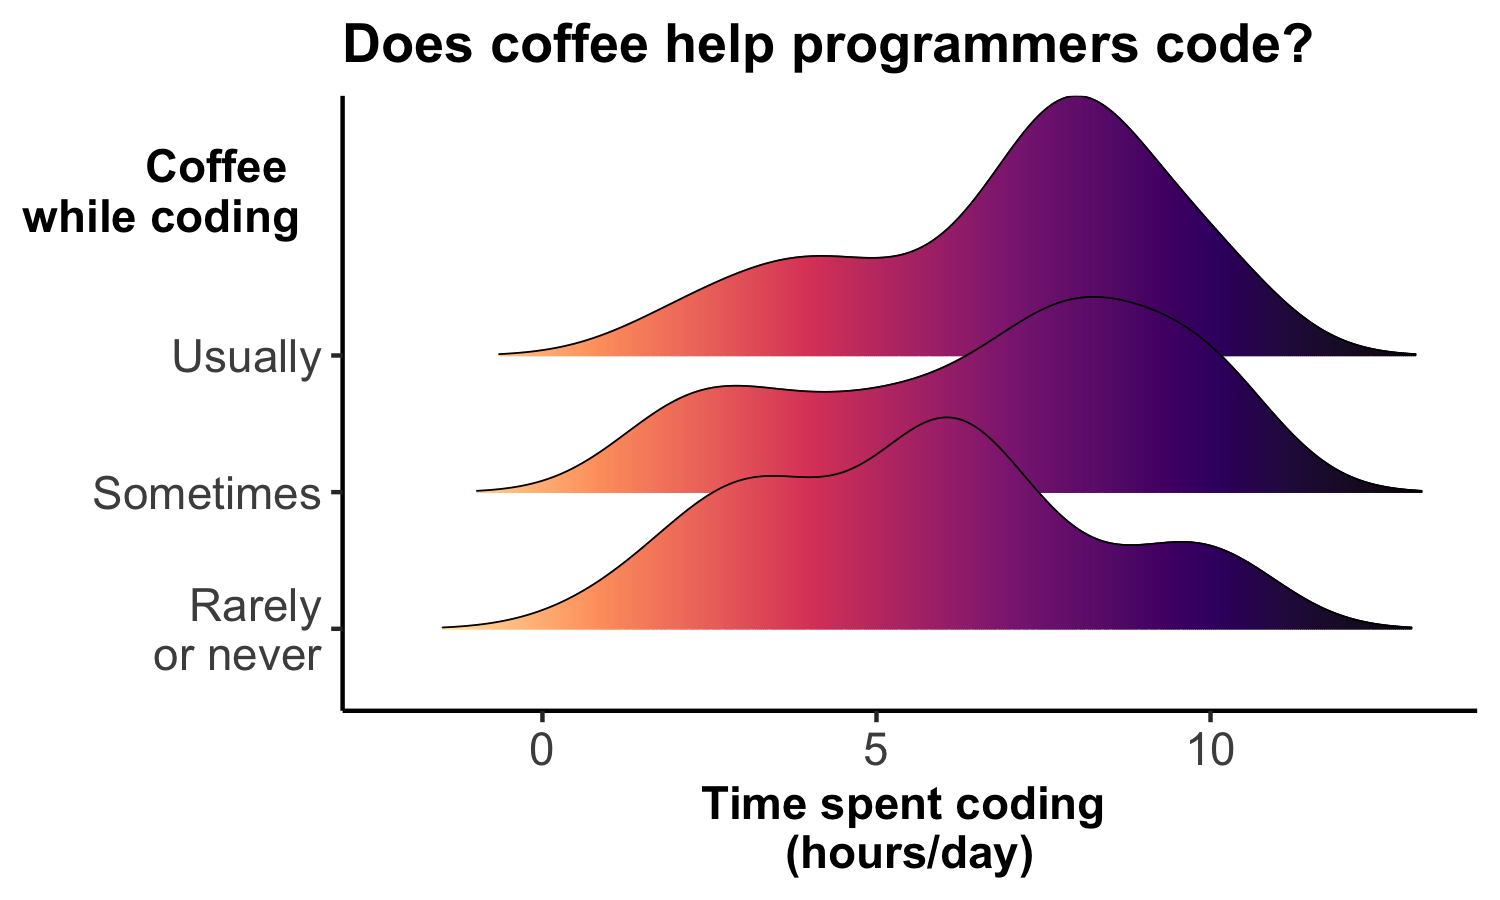 Does coffee help programmers code?
Coffee
while coding
Usually
Sometimes
Rarely
or never
0 5 10
Time spent coding
(hours/day)